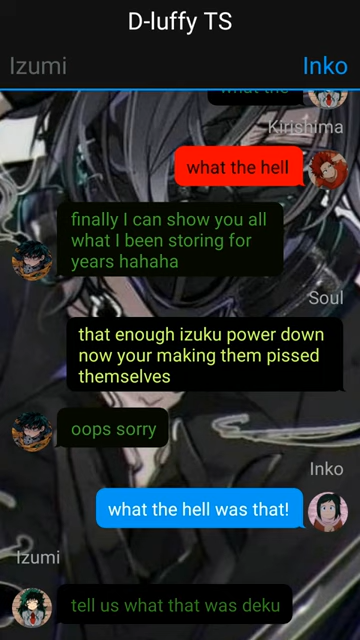 D-luffy TS
Izumi
Inko
what the
Kirishima
what the hell
finally I can show you all
what I been storing for
years hahaha
Soul
that enough izuku power down
now your making them pissed
themselves
oops sorry
Inko
what the hell was that!
Izumi
tell us what that was deku